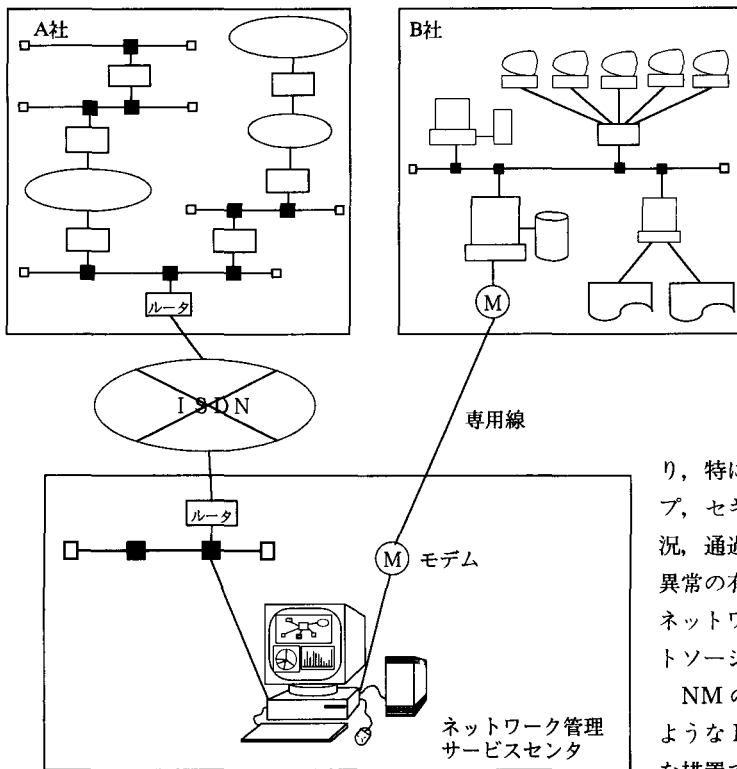 A社
B社
ルータ
M
ISDN
専用線
ルータ
M モデム
ネットワーク管理
サービスセンタ
り，特に
プ，セキ
況，通過
異常の有
ネットワ
トソーシ
NMの
ような